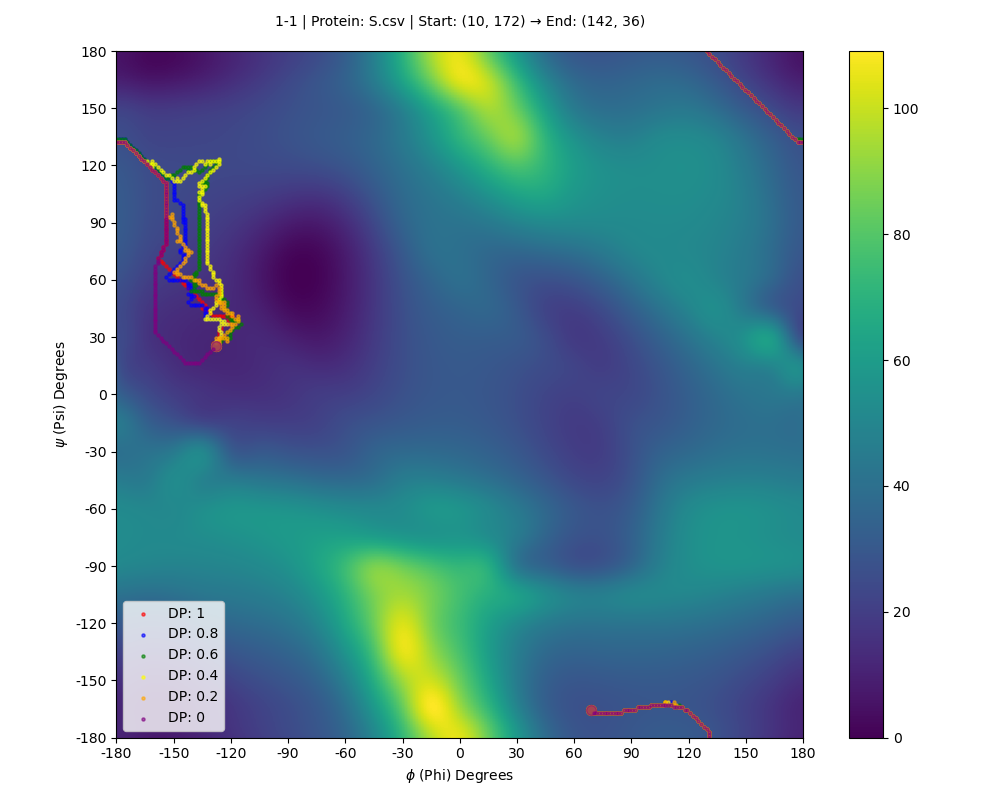 1-1 | Protein: S.csv | Start: (10, 172) → End: (142, 36)
180
150
120
90
60
30
0
-30
-60
-90
-120
-150
-180
ψ (Psi) Degrees
DP: 1
DP: 0.8
DP: 0.6
DP: 0.4
DP: 0.2
DP: 0
-180 -150 -120 -90 -60 -30 0 30 60 90 120 150 180
ϕ (Phi) Degrees
100
80
60
40
20
0